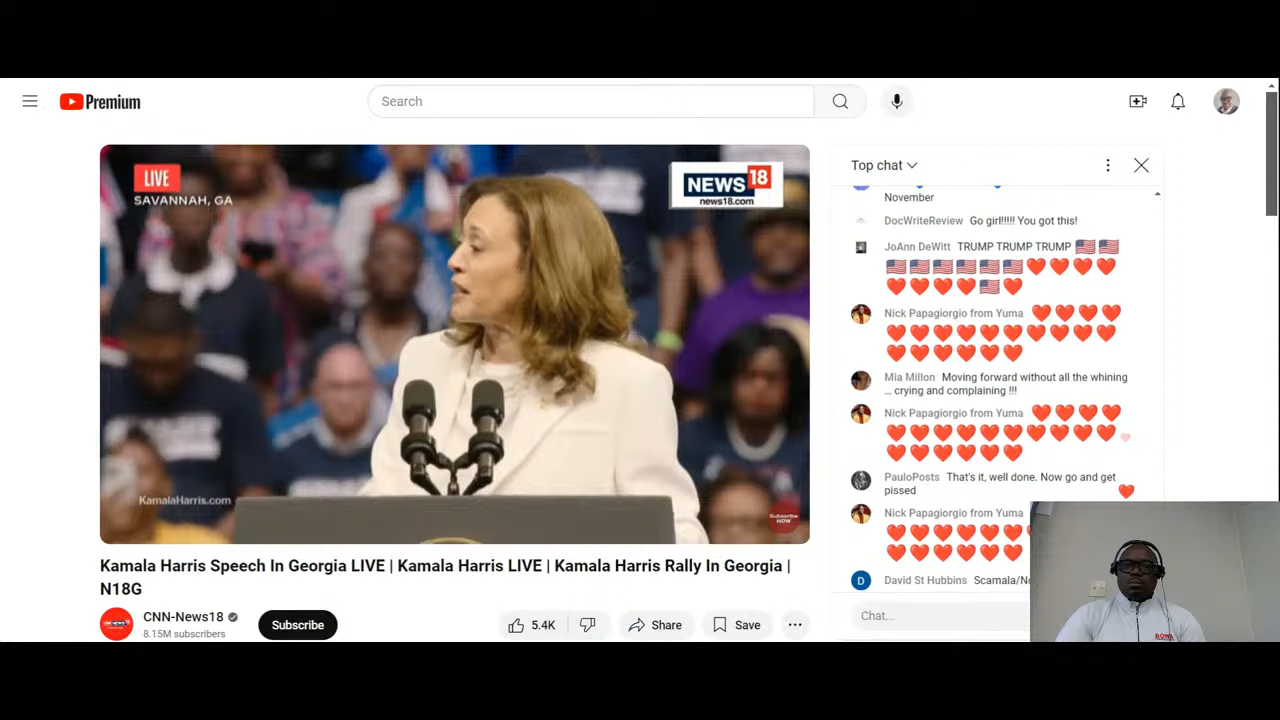 Premium
Search
LIVE
SAVANNAH, GA
NEWS 18
news18.com
KamalaHarris.com
Subscribe
NOW
Kamala Harris Speech In Georgia LIVE | Kamala Harris LIVE | Kamala Harris Rally In Georgia |
N18G
CNN-News18
8.15M subscribers
Subscribe
5.4K
Share
Save
Top chat
November
DocWriteReview Go girl!!!!! You got this!
JoAnn DeWitt TRUMP TRUMP TRUMP 🇺🇸🇺🇸
🇺🇸🇺🇸🇺🇸🇺🇸🇺🇸🇺🇸❤️❤️❤️❤️
❤️❤️❤️❤️🇺🇸❤️
Nick Papagiorgio from Yuma ❤️❤️❤️❤️
❤️❤️❤️❤️❤️❤️❤️❤️❤️❤️
❤️❤️❤️❤️❤️❤️
Mia Millon Moving forward without all the whining
... crying and complaining !!!
Nick Papagiorgio from Yuma ❤️❤️❤️❤️
❤️❤️❤️❤️❤️❤️❤️❤️❤️❤️
❤️❤️❤️❤️❤️❤️
PauloPosts That's it, well done. Now go and get
pissed
Nick Papagiorgio from Yuma
❤️❤️❤️❤️❤️❤️
❤️❤️❤️❤️❤️❤️
D
David St Hubbins
Chat...